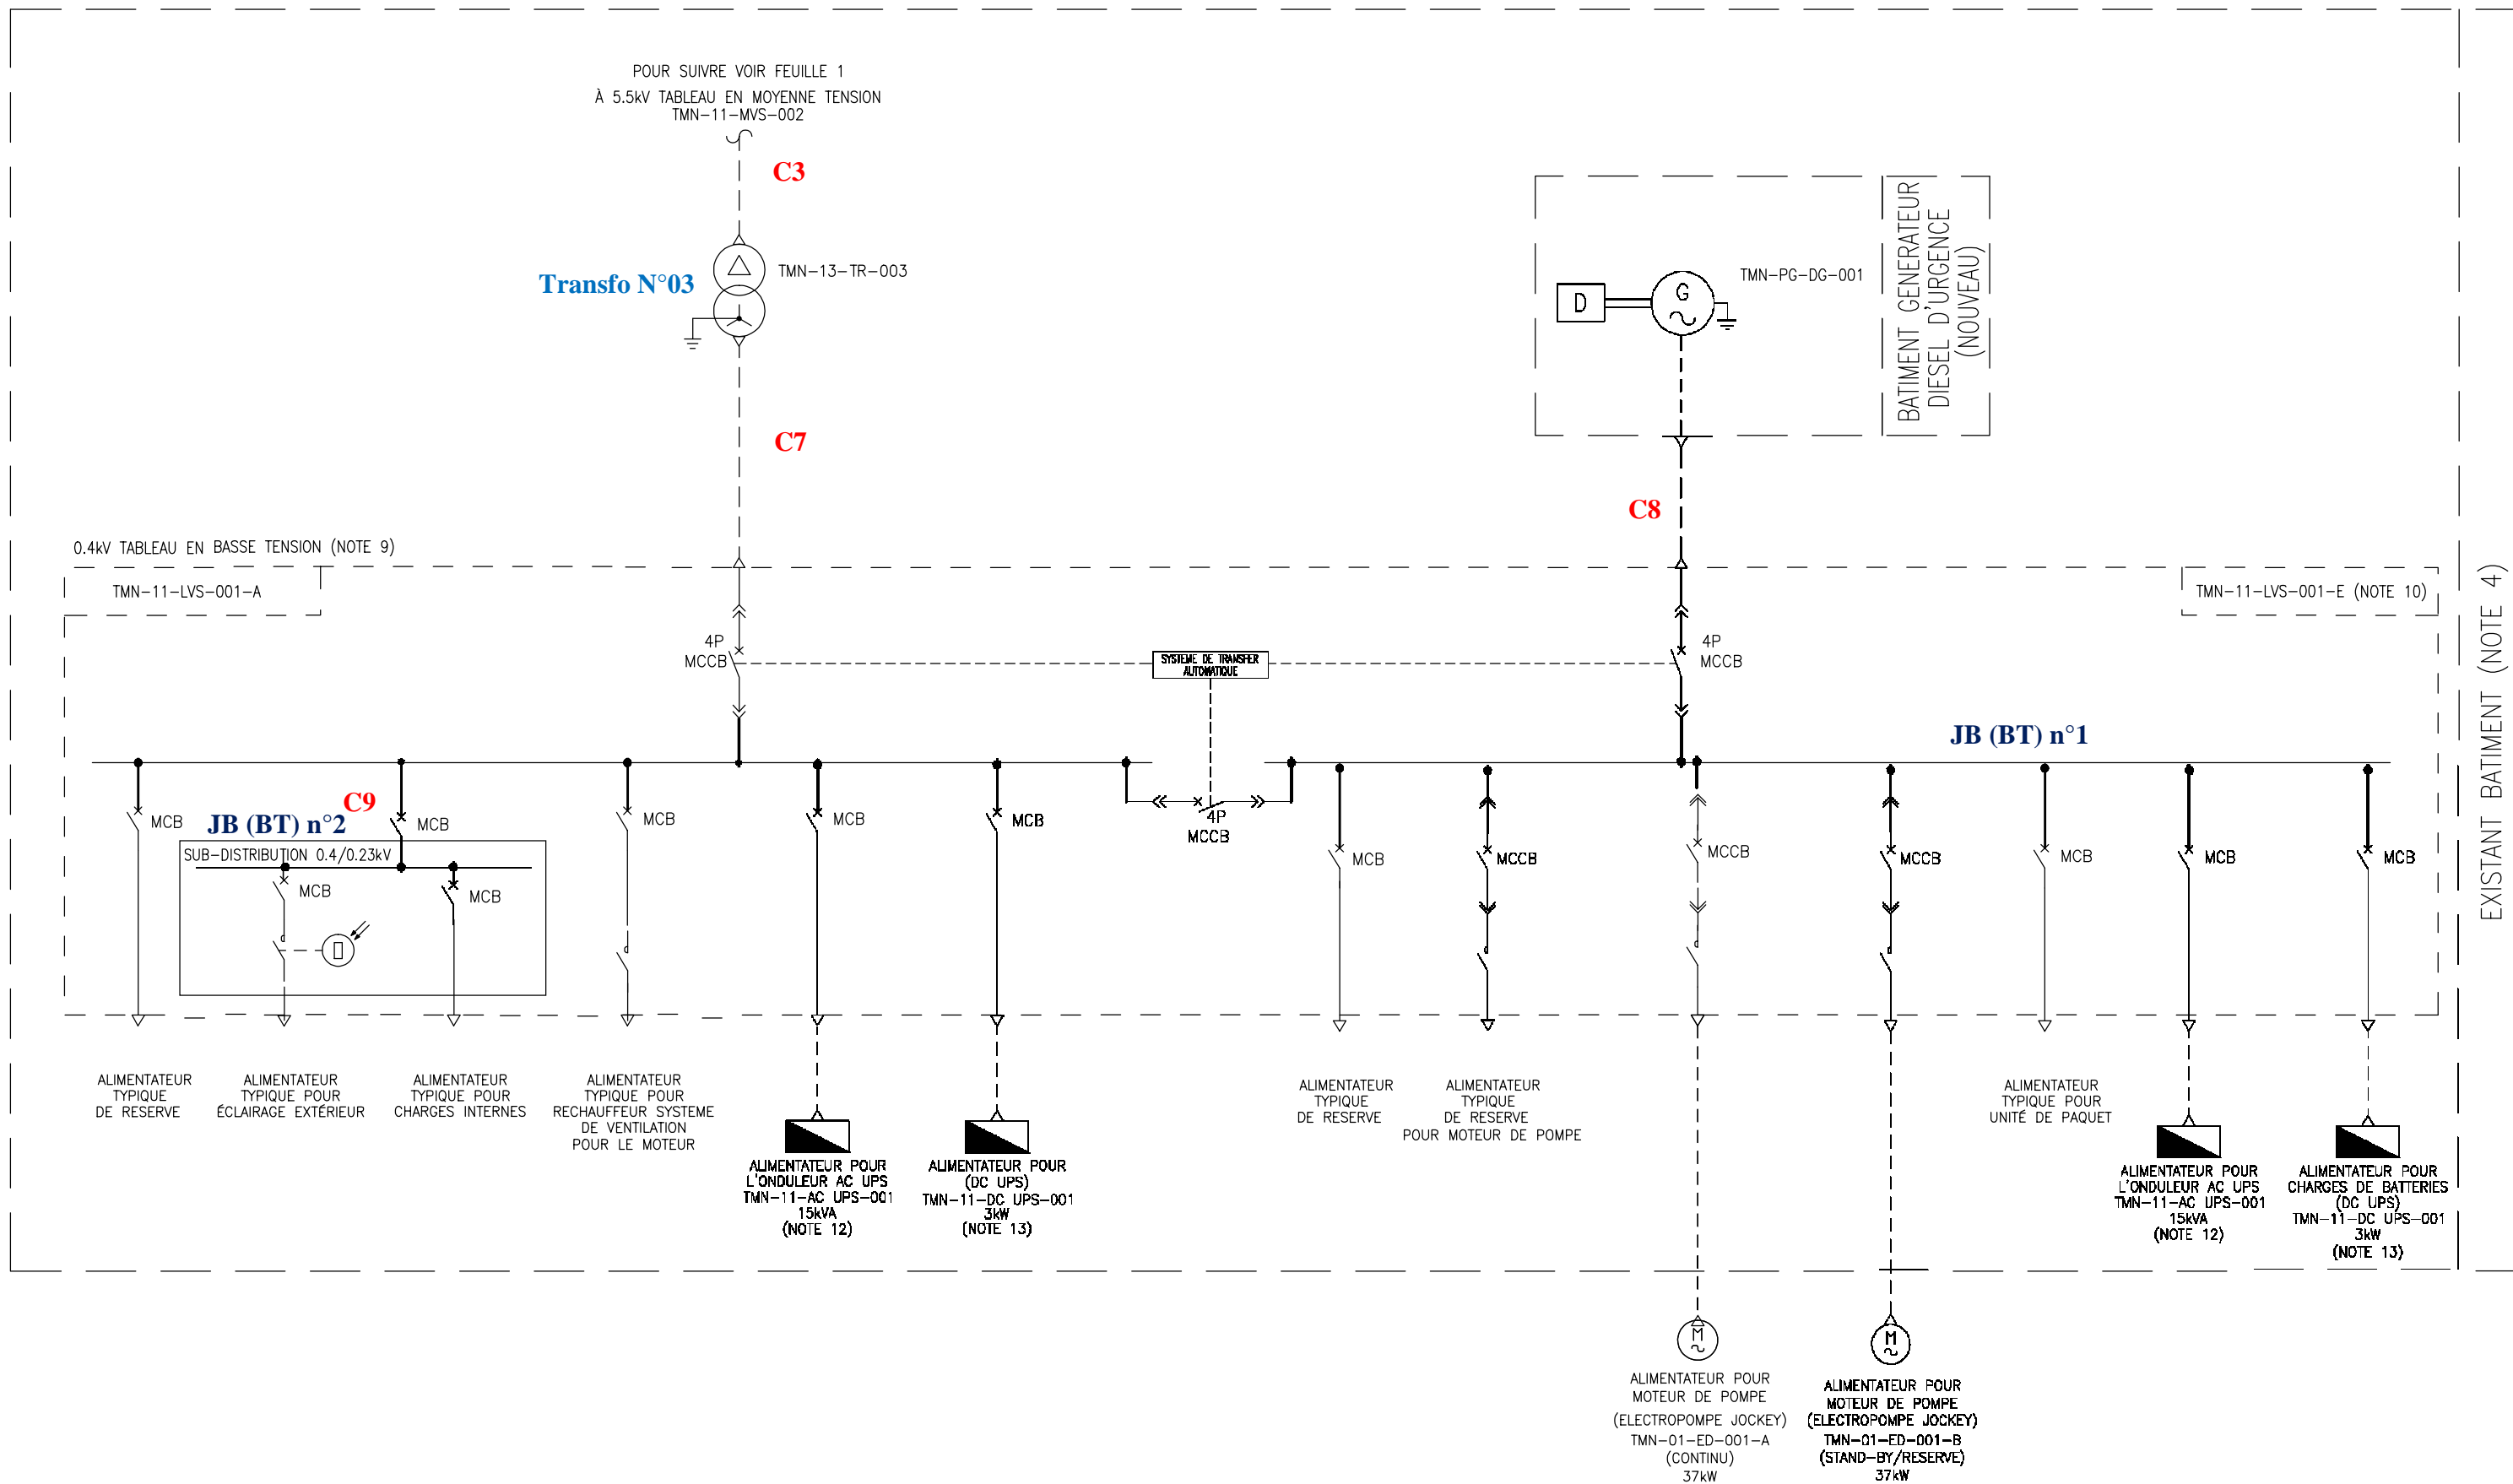 POUR SUIVRE VOIR FEUILLE 1
À 5.5kV TABLEAU EN MOYENNE TENSION
TMN-11-MVS-002
C3
Transfo N°03
TMN-13-TR-003
C7
D
G
TMN-PG-DG-001
BATIMENT GENERATEUR
DIESEL D'URGENCE
(NOUVEAU)
C8
EXISTANT BATIMENT (NOTE 4)
0.4kV TABLEAU EN BASSE TENSION (NOTE 9)
TMN-11-LVS-001-A
TMN-11-LVS-001-E (NOTE 10)
4P
MCCB
SYSTEME DE TRANSFER
AUTOMATIQUE
4P
MCCB
JB (BT) n°1
MCB
C9
JB (BT) n°2
MCB
SUB-DISTRIBUTION 0.4/0.23kV
MCB
MCB
MCB
MCB
MCB
4P
MCCB
MCB
MCCB
MCCB
MCCB
MCB
MCB
MCB
ALIMENTATEUR
TYPIQUE
DE RESERVE
ALIMENTATEUR
TYPIQUE POUR
ÉCLAIRAGE EXTÉRIEUR
ALIMENTATEUR
TYPIQUE POUR
CHARGES INTERNES
ALIMENTATEUR
TYPIQUE POUR
RECHAUFFEUR SYSTEME
DE VENTILATION
POUR LE MOTEUR
ALIMENTATEUR POUR
L'ONDULEUR AC UPS
TMN-11-AC UPS-001
15kVA
(NOTE 12)
ALIMENTATEUR POUR
(DC UPS)
TMN-11-DC UPS-001
3kW
(NOTE 13)
ALIMENTATEUR
TYPIQUE
DE RESERVE
ALIMENTATEUR
TYPIQUE
DE RESERVE
POUR MOTEUR DE POMPE
M
ALIMENTATEUR POUR
MOTEUR DE POMPE
(ELECTROPOMPE JOCKEY)
TMN-01-ED-001-A
(CONTINU)
37kW
M
ALIMENTATEUR POUR
MOTEUR DE POMPE
(ELECTROPOMPE JOCKEY)
TMN-01-ED-001-B
(STAND-BY/RESERVE)
37kW
ALIMENTATEUR
TYPIQUE POUR
UNITÉ DE PAQUET
ALIMENTATEUR POUR
L'ONDULEUR AC UPS
TMN-11-AC UPS-001
15kVA
(NOTE 12)
ALIMENTATEUR POUR
CHARGES DE BATTERIES
(DC UPS)
TMN-11-DC UPS-001
3kW
(NOTE 13)